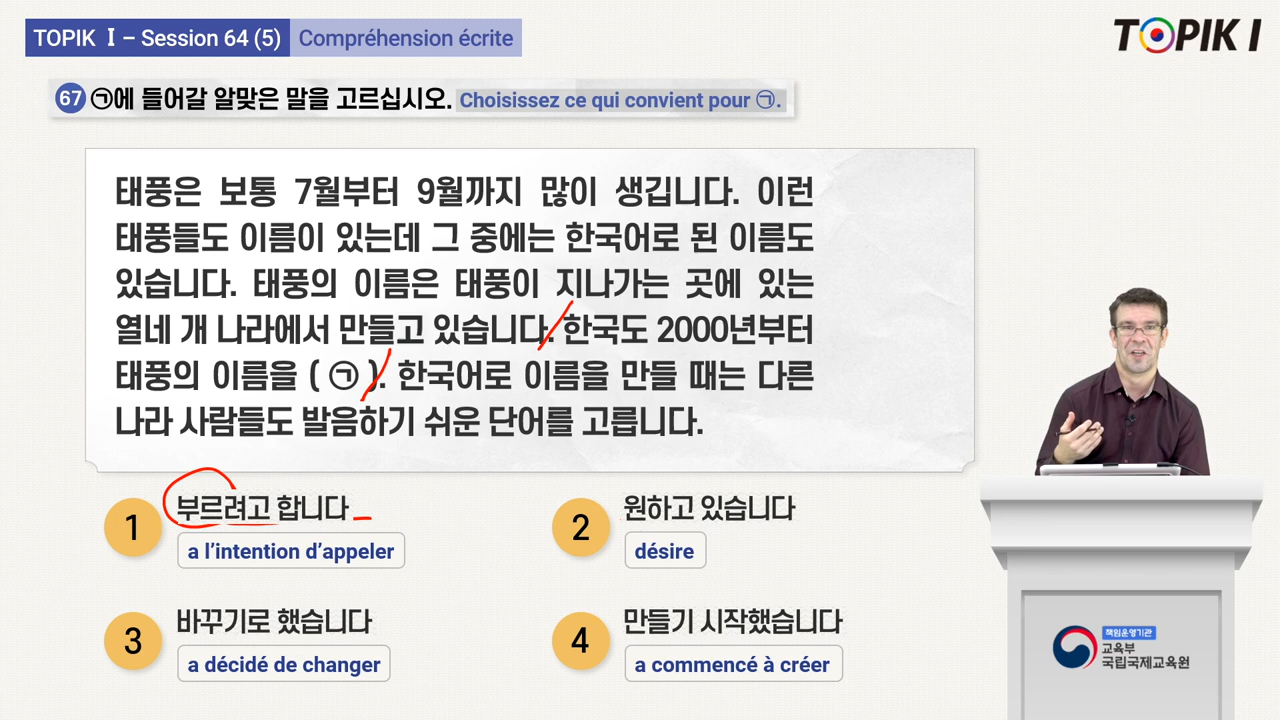 TOPIK Ⅰ – Session 64 (5) Compréhension écrite
TOPIK I
67 ㉠에 들어갈 알맞은 말을 고르십시오. Choisissez ce qui convient pour ㉠.
태풍은 보통 7월부터 9월까지 많이 생깁니다. 이런
태풍들도 이름이 있는데 그 중에는 한국어로 된 이름도
있습니다. 태풍의 이름은 태풍이 지나가는 곳에 있는
열네 개 나라에서 만들고 있습니다. 한국도 2000년부터
태풍의 이름을 ( ㉠ ). 한국어로 이름을 만들 때는 다른
나라 사람들도 발음하기 쉬운 단어를 고릅니다.
1 부르려고 합니다
a l’intention d’appeler
2 원하고 있습니다
désire
3 바꾸기로 했습니다
a décidé de changer
4 만들기 시작했습니다
a commencé à créer
책임운영기관
교육부
국립국제교육원